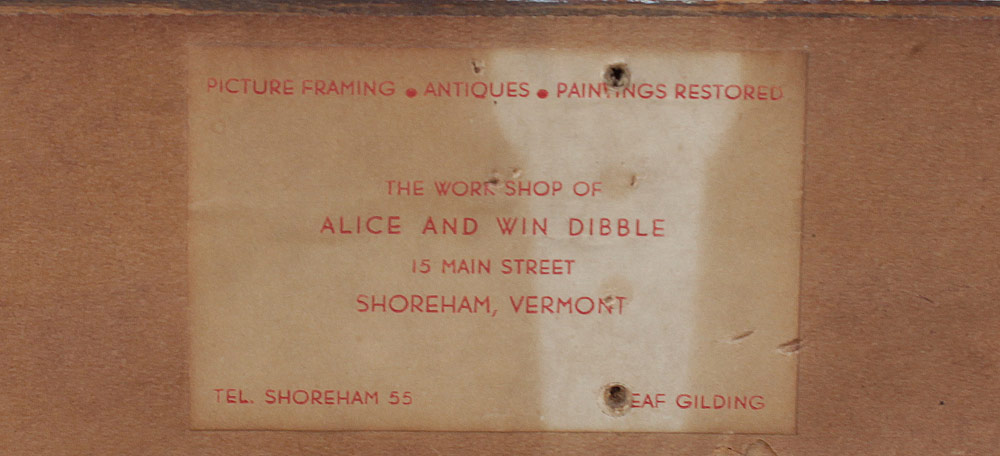 PICTURE FRAMING • ANTIQUES • PAINTINGS RESTORED
THE WORK SHOP OF
ALICE AND WIN DIBBLE
15 MAIN STREET
SHOREHAM, VERMONT
TEL. SHOREHAM 55 LEAF GILDING